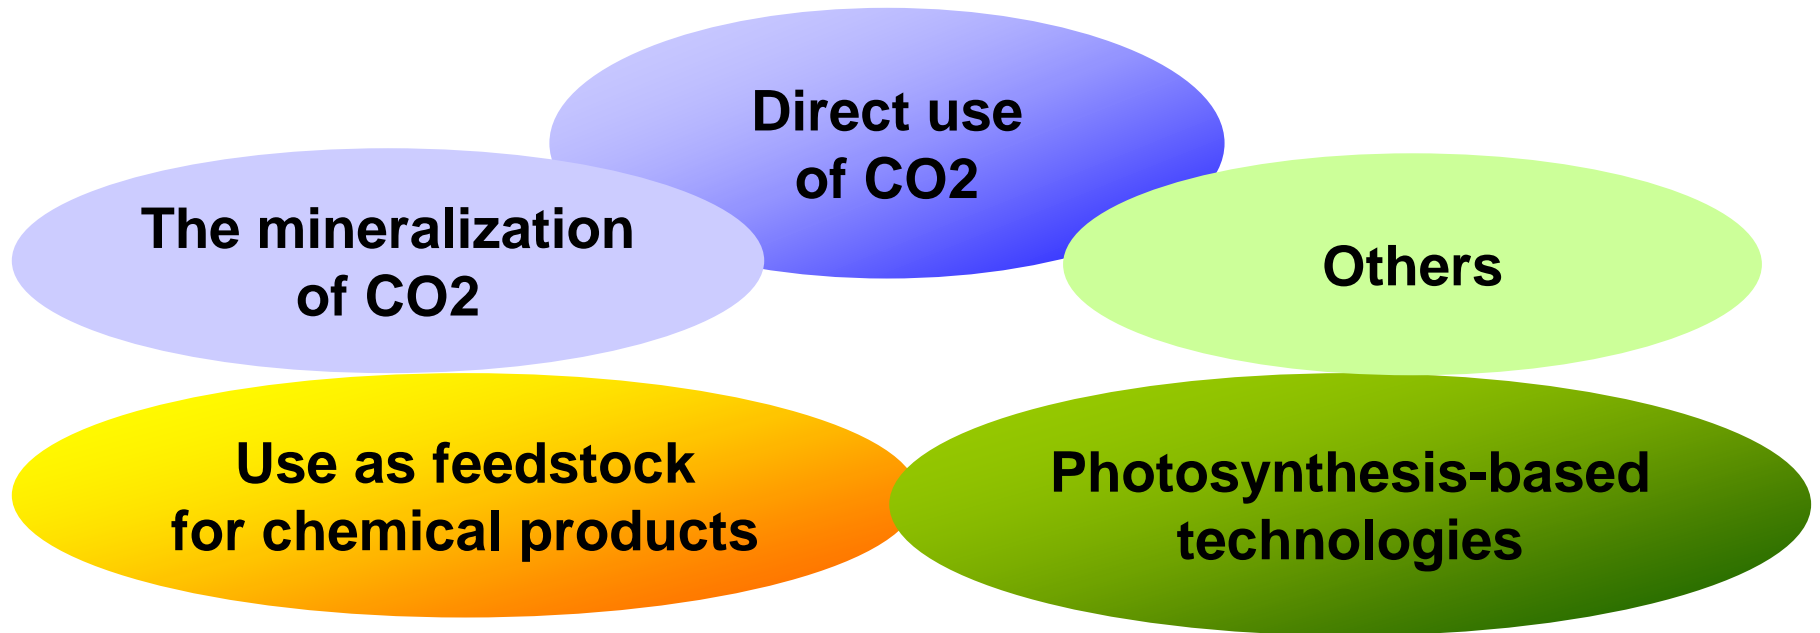 Direct use
of CO2
The mineralization
of CO2
Others
Use as feedstock
for chemical products
Photosynthesis-based
technologies